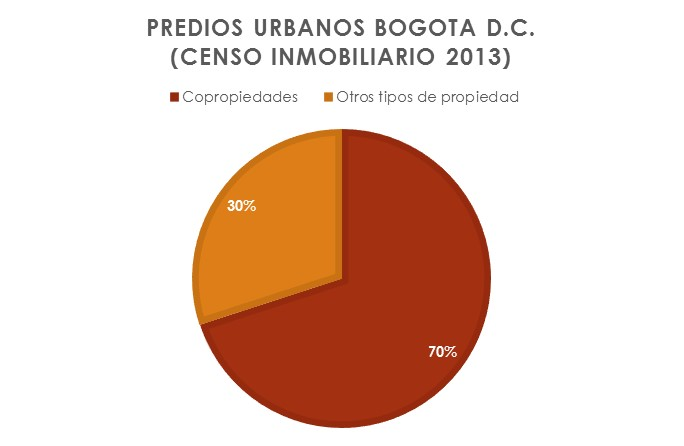 PREDIOS URBANOS BOGOTA D.C.
(CENSO INMOBILIARIO 2013)
Copropiedades Otros tipos de propiedad
30%
70%